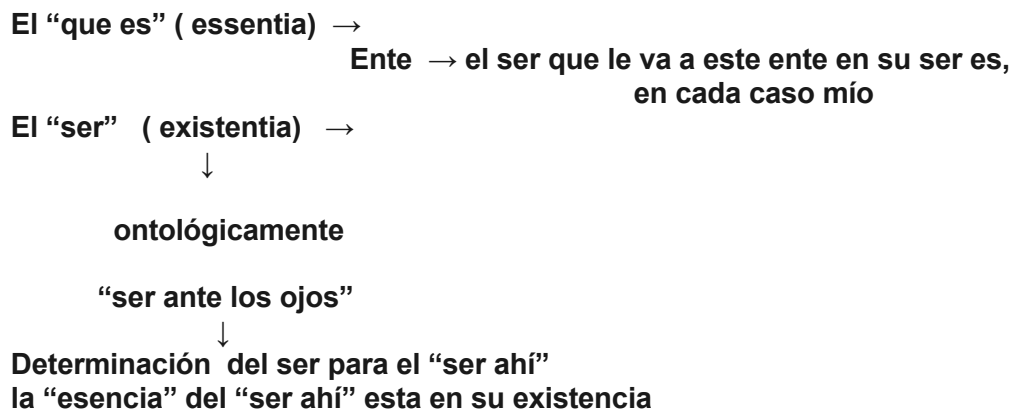 El “que es” ( essentia) →
Ente → el ser que le va a este ente en su ser es,
en cada caso mío
El “ser” ( existentia) →
↓
ontológicamente
“ser ante los ojos”
↓
Determinación del ser para el “ser ahí”
la “esencia” del “ser ahí” esta en su existencia